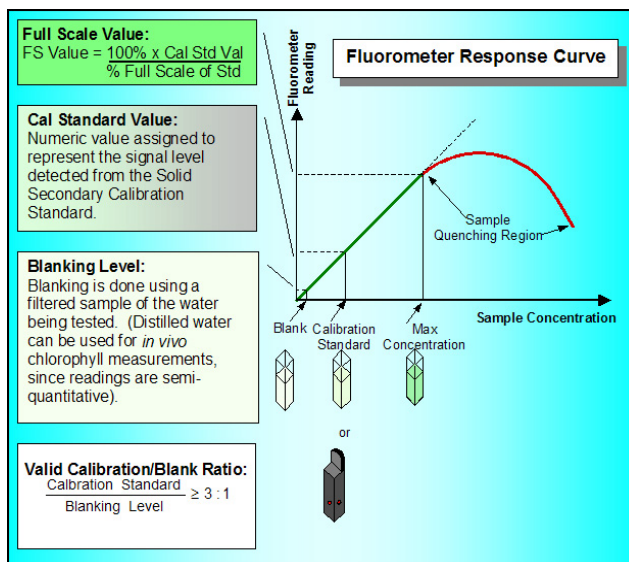 Full Scale Value:
FS Value = 100% x Cal Std Val
% Full Scale of Std
Cal Standard Value:
Numeric value assigned to
represent the signal level
detected from the Solid
Secondary Calibration
Standard.
Blanking Level:
Blanking is done using a
filtered sample of the water
being tested. (Distilled water
can be used for in vivo
chlorophyll measurements,
since readings are semi-
quantitative).
Valid Calibration/Blank Ratio:
Calbration Standard
Blanking Level
≥ 3 : 1
Fluorometer Response Curve
Fluorometer
Reading
Sample
Quenching Region
Sample Concentration
Blank
Calibration
Standard
Max
Concentration
or